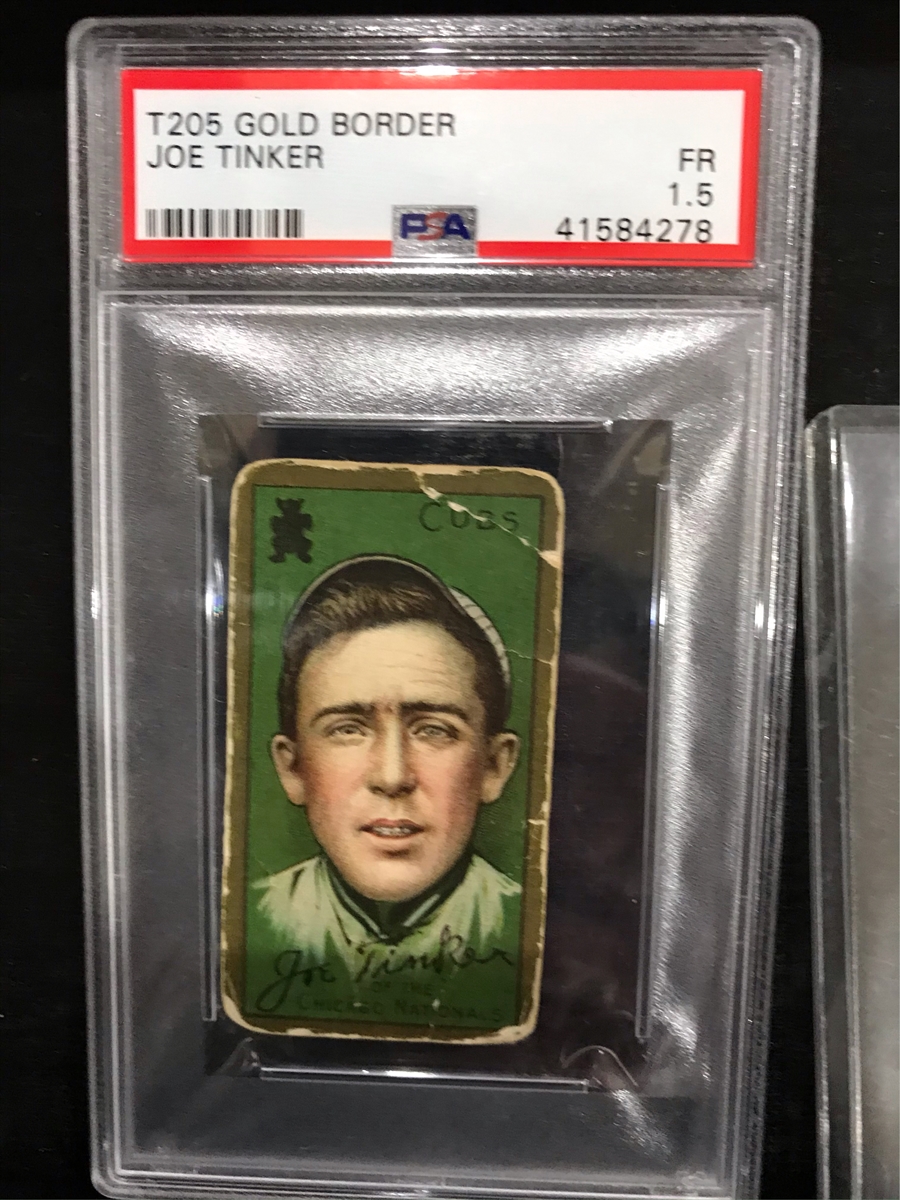 T205 GOLD BORDER
JOE TINKER
FR
1.5
PSA
41584278
CUBS
Joe Tinker
OF THE
CHICAGO NATIONALS